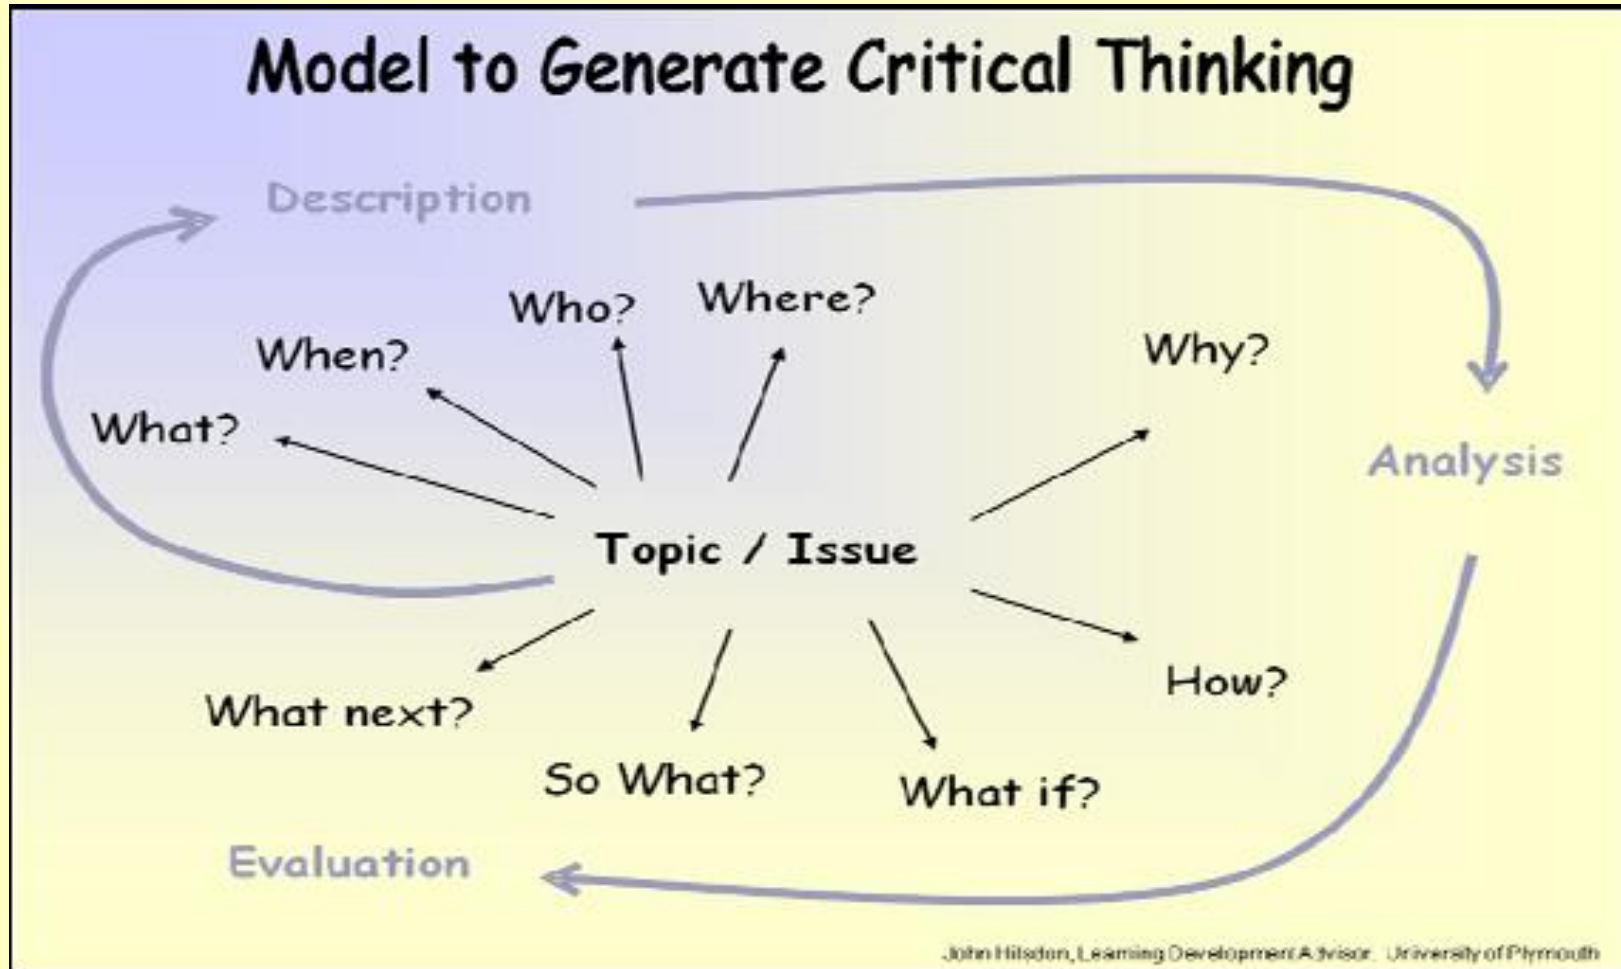 Model to Generate Critical Thinking
Description
Who?
Where?
When?
Why?
What?
Analysis
Topic / Issue
How?
What next?
So What?
What if?
Evaluation
John Hilsdon, Learning Development Advisor. University of Plymouth